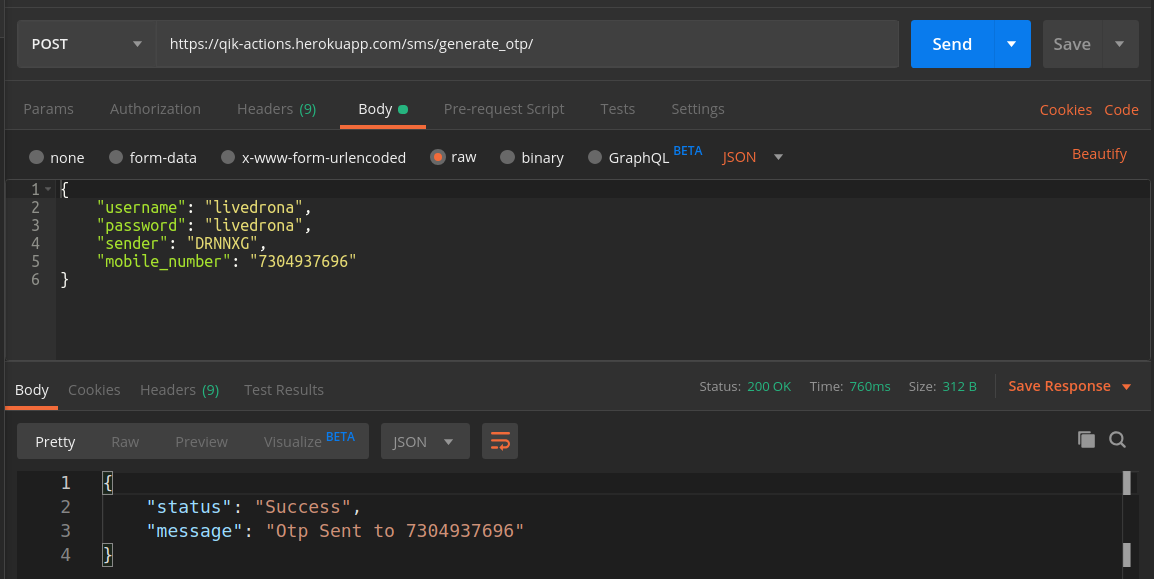 POST https://qik-actions.herokuapp.com/sms/generate_otp/ Send Save
Params Authorization Headers (9) Body Pre-request Script Tests Settings Cookies Code
none form-data x-www-form-urlencoded raw binary GraphQL BETA JSON Beautify
1 {
2 "username": "livedrona",
3 "password": "livedrona",
4 "sender": "DRNNXG",
5 "mobile_number": "7304937696"
6 }
Body Cookies Headers (9) Test Results Status: 200 OK Time: 760ms Size: 312 B Save Response
Pretty Raw Preview Visualize BETA JSON
1 {
2 "status": "Success",
3 "message": "Otp Sent to 7304937696"
4 }